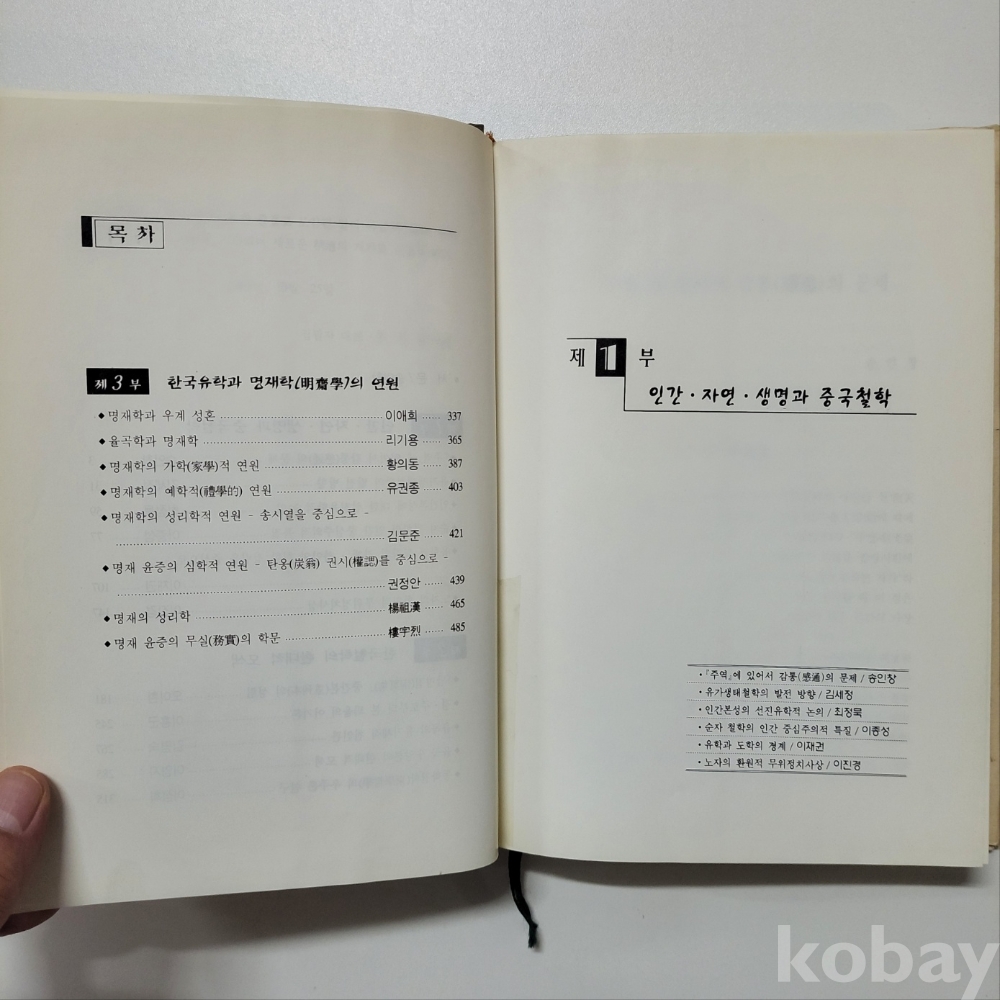 목차
제 3 부 한국유학과 명재학(明齋學)의 연원
◆ 명재학과 우계 성혼 ········ 이애희 ······ 337
◆ 율곡학과 명재학 ········ 리기용 ······ 365
◆ 명재학의 가학(家學)적 연원 ········ 황의동 ······ 387
◆ 명재학의 예학적(禮學的) 연원 ········ 유권종 ······ 403
◆ 명재학의 성리학적 연원 - 송시열을 중심으로 -
········ 김문준 ······ 421
◆ 명재 윤증의 심학적 연원 - 탄옹(炭翁) 권시(權諰)를 중심으로 -
········ 권정안 ······ 439
◆ 명재의 성리학 ········ 楊祖漢 ······ 465
◆ 명재 윤증의 무실(務實)의 학문 ········ 樓宇烈 ······ 485
제 1 부
인간·자연·생명과 중국철학
• 『주역』에 있어서 감통(感通)의 문제 / 송인창
• 유가생태철학의 발전 방향 / 김세정
• 인간본성의 선진유학적 논의 / 최정묵
• 순자 철학의 인간 중심주의적 특질 / 이종성
• 유학과 도학의 경계 / 이재권
• 노자의 환원적 무위정치사상 / 이진경
kobay